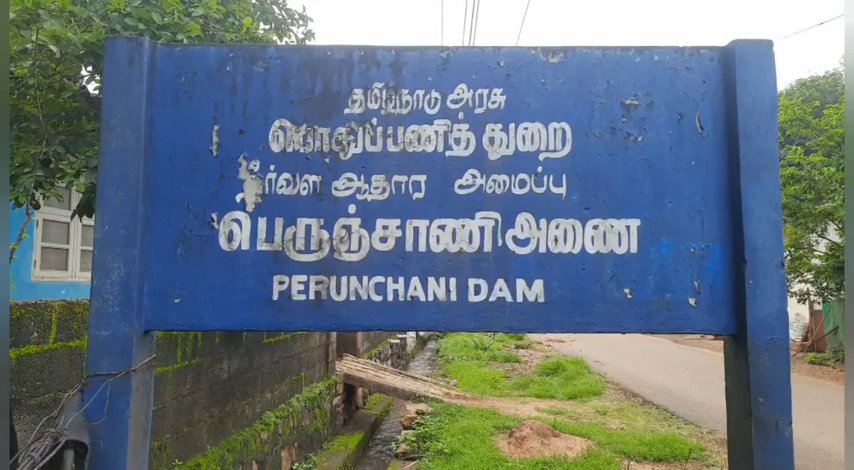 தமிழ்நாடு அரசு
பொதுப்பணித் துறை
நீர்வள ஆதார அமைப்பு
பெருஞ்சாணி அணை
PERUNCHANI DAM